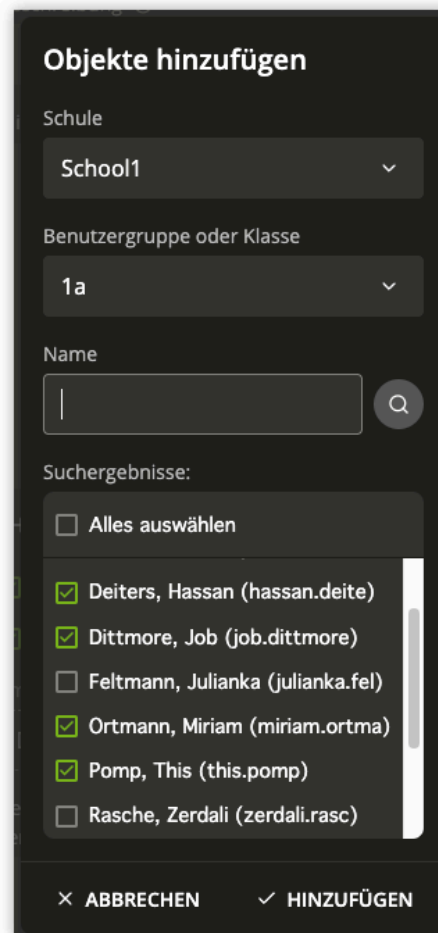 Objekte hinzufügen
Schule
School1
Benutzergruppe oder Klasse
1a
Name
Suchergebnisse:
Alles auswählen
Deiters, Hassan (hassan.deite)
Dittmore, Job (job.dittmore)
Feltmann, Julianka (julianka.fel)
Ortmann, Miriam (miriam.ortma)
Pomp, This (this.pomp)
Rasche, Zerdali (zerdali.rasc)
ABBRECHEN HINZUFÜGEN